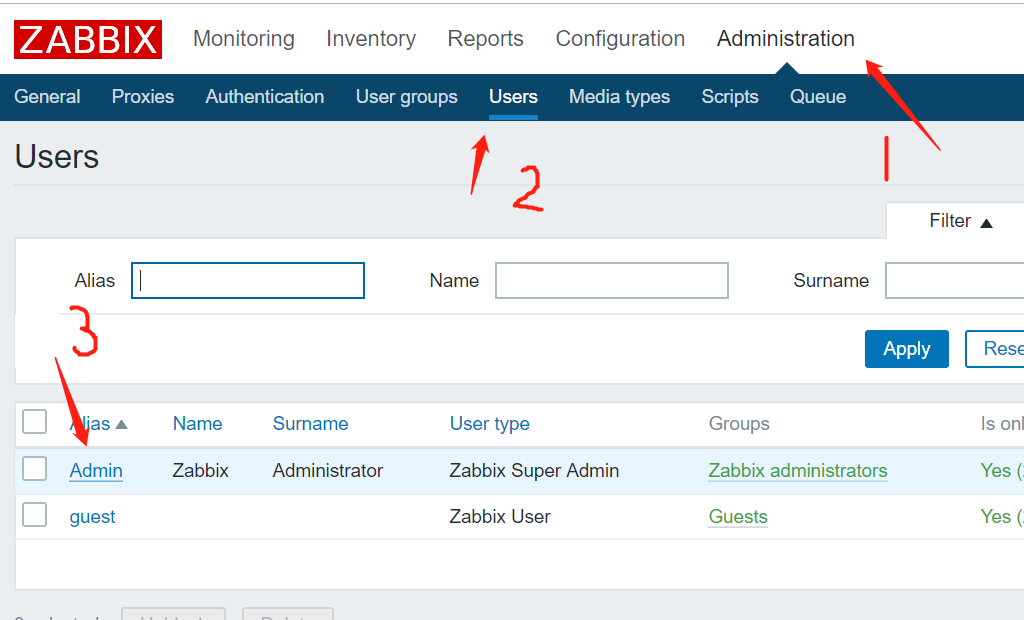 ZABBIX Monitoring Inventory Reports Configuration Administration
General Proxies Authentication User groups Users Media types Scripts Queue
Users
1
2
Filter ▲
Alias Name Surname
3
Apply Rese
Alias ▲ Name Surname User type Groups Is onl
Admin Zabbix Administrator Zabbix Super Admin Zabbix administrators Yes (
guest Zabbix User Guests Yes (